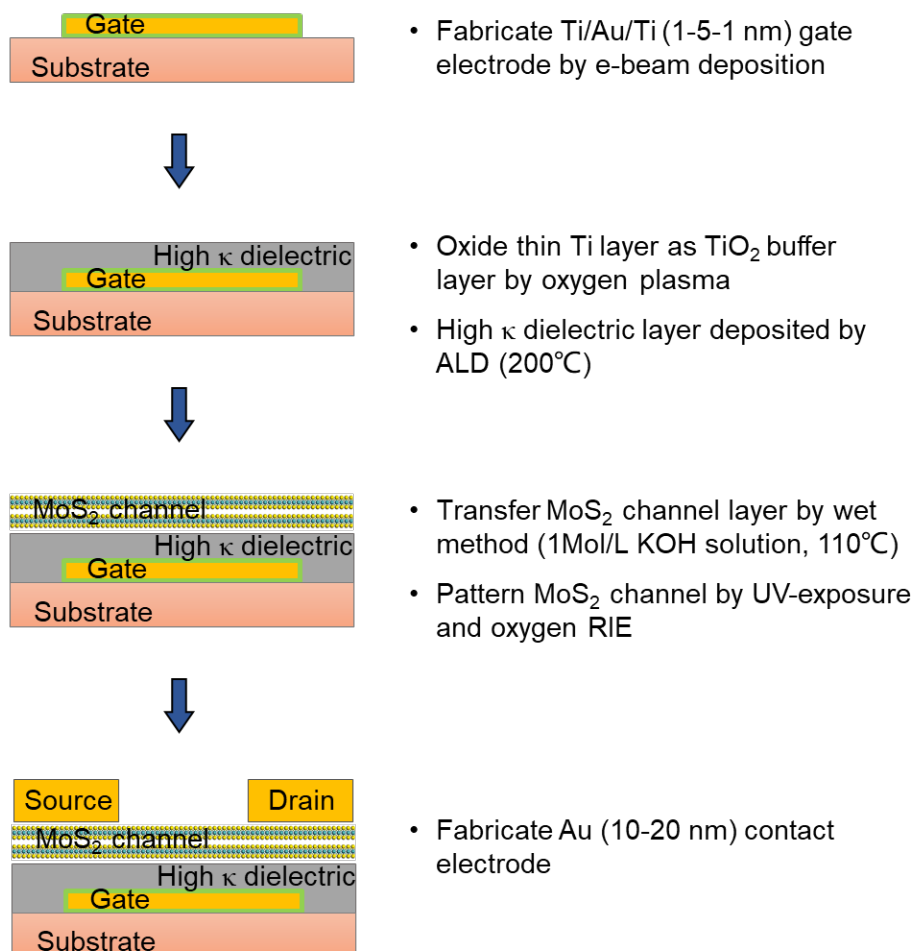 Gate
Substrate
• Fabricate Ti/Au/Ti (1-5-1 nm) gate
electrode by e-beam deposition
High κ dielectric
Gate
Substrate
• Oxide thin Ti layer as TiO₂ buffer
layer by oxygen plasma
• High κ dielectric layer deposited by
ALD (200℃)
MoS₂ channel
High κ dielectric
Gate
Substrate
• Transfer MoS₂ channel layer by wet
method (1Mol/L KOH solution, 110℃)
• Pattern MoS₂ channel by UV-exposure
and oxygen RIE
Source
Drain
MoS₂ channel
High κ dielectric
Gate
Substrate
• Fabricate Au (10-20 nm) contact
electrode